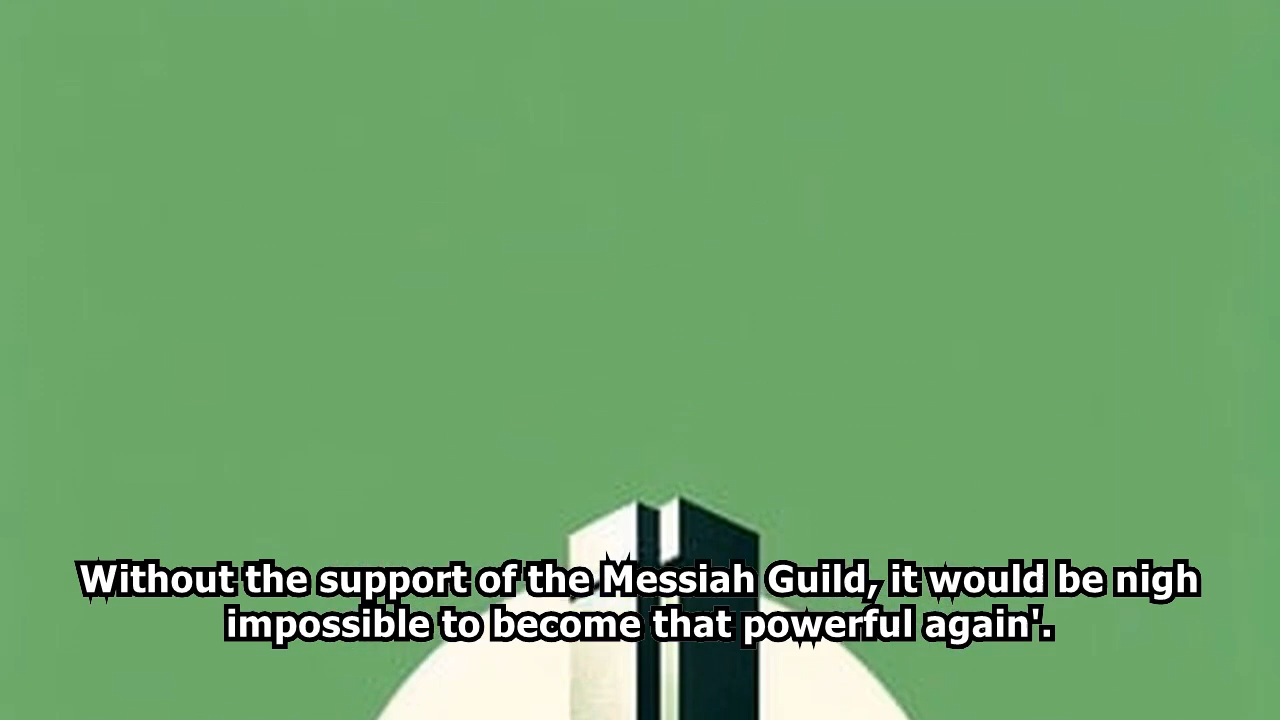 Without the support of the Messiah Guild, it would be nigh
impossible to become that powerful again'.